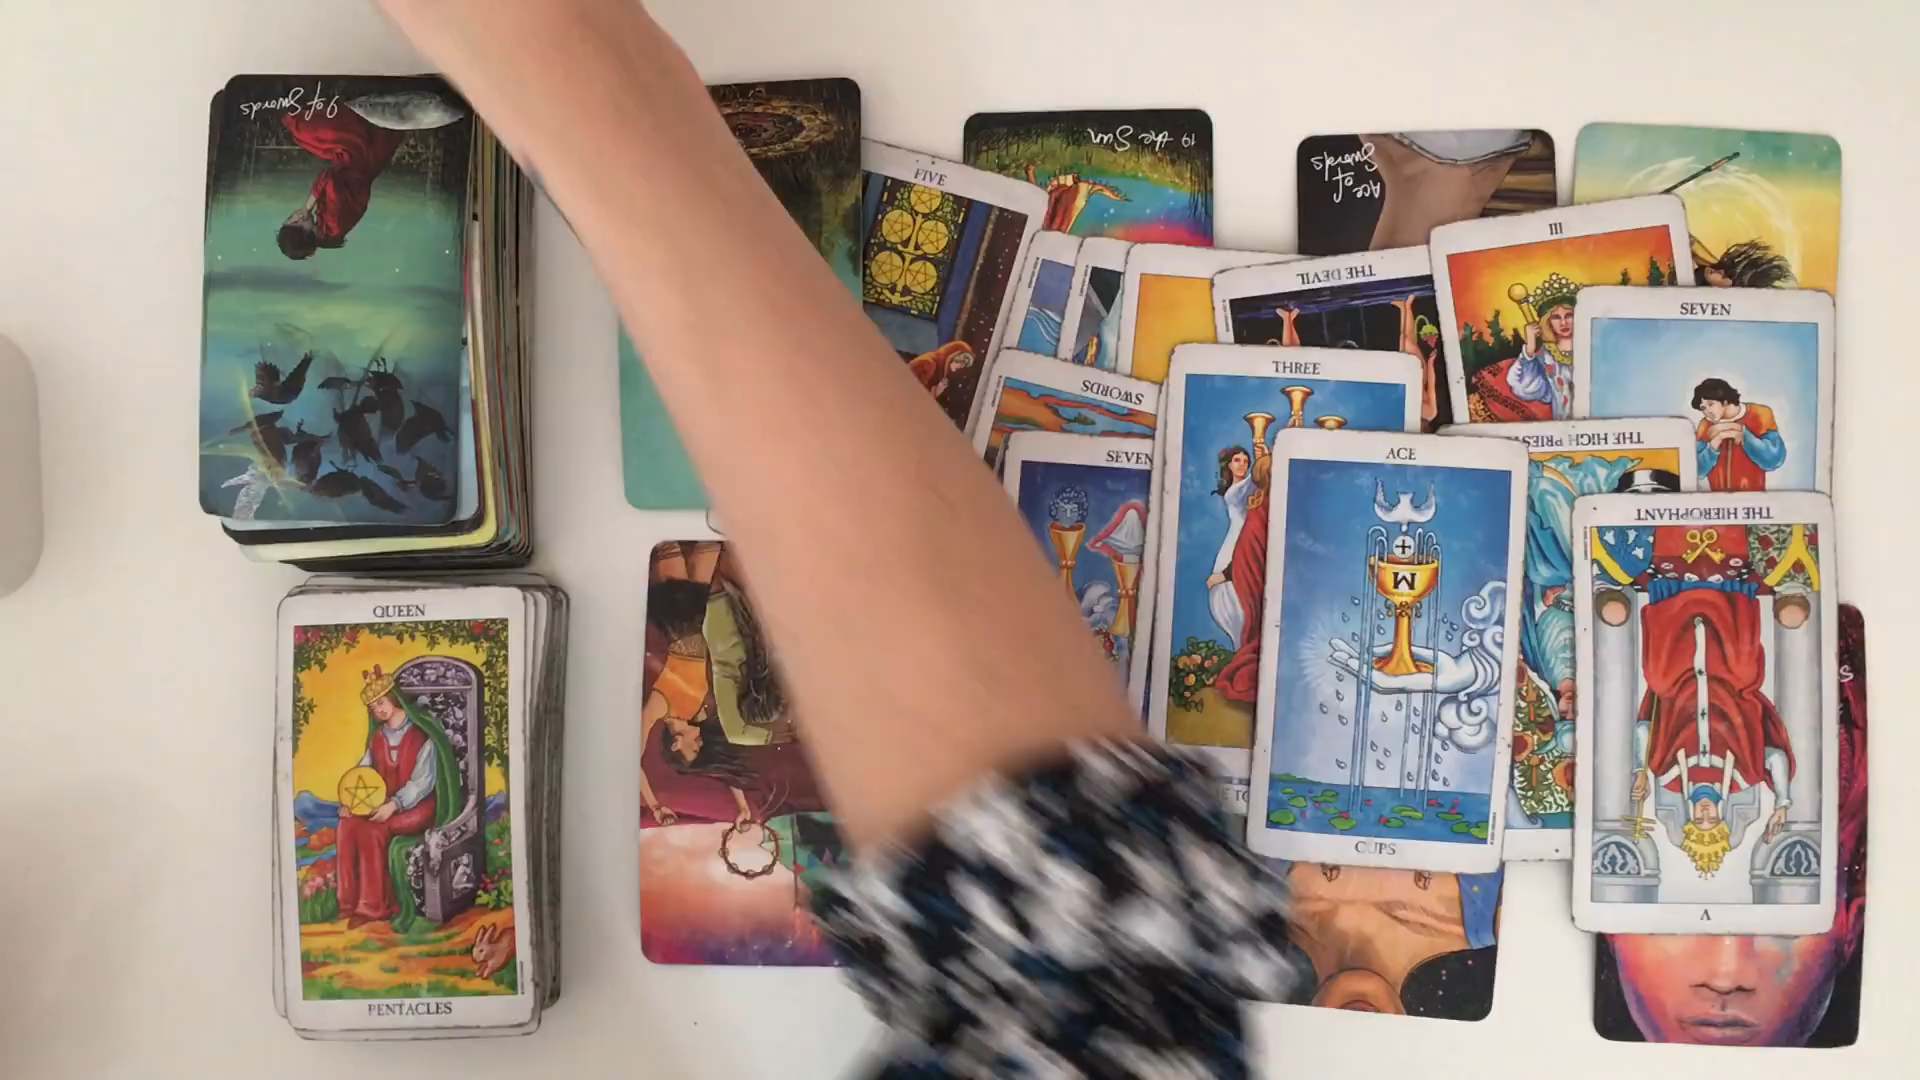 9 of Swords
FIVE
19 the Sun
Ace
of
Swords
THE DEVIL
III
SEVEN
THREE
SWORDS
SEVEN
ACE
THE HIGH PRIES
THE HIEROPHANT
M
QUEEN
CUPS
V
PENTACLES